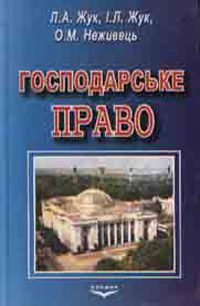 Л.А. Жук, І.Л. Жук,
О.М. Неживець
ГОСПОДАРСЬКЕ
ПРАВО